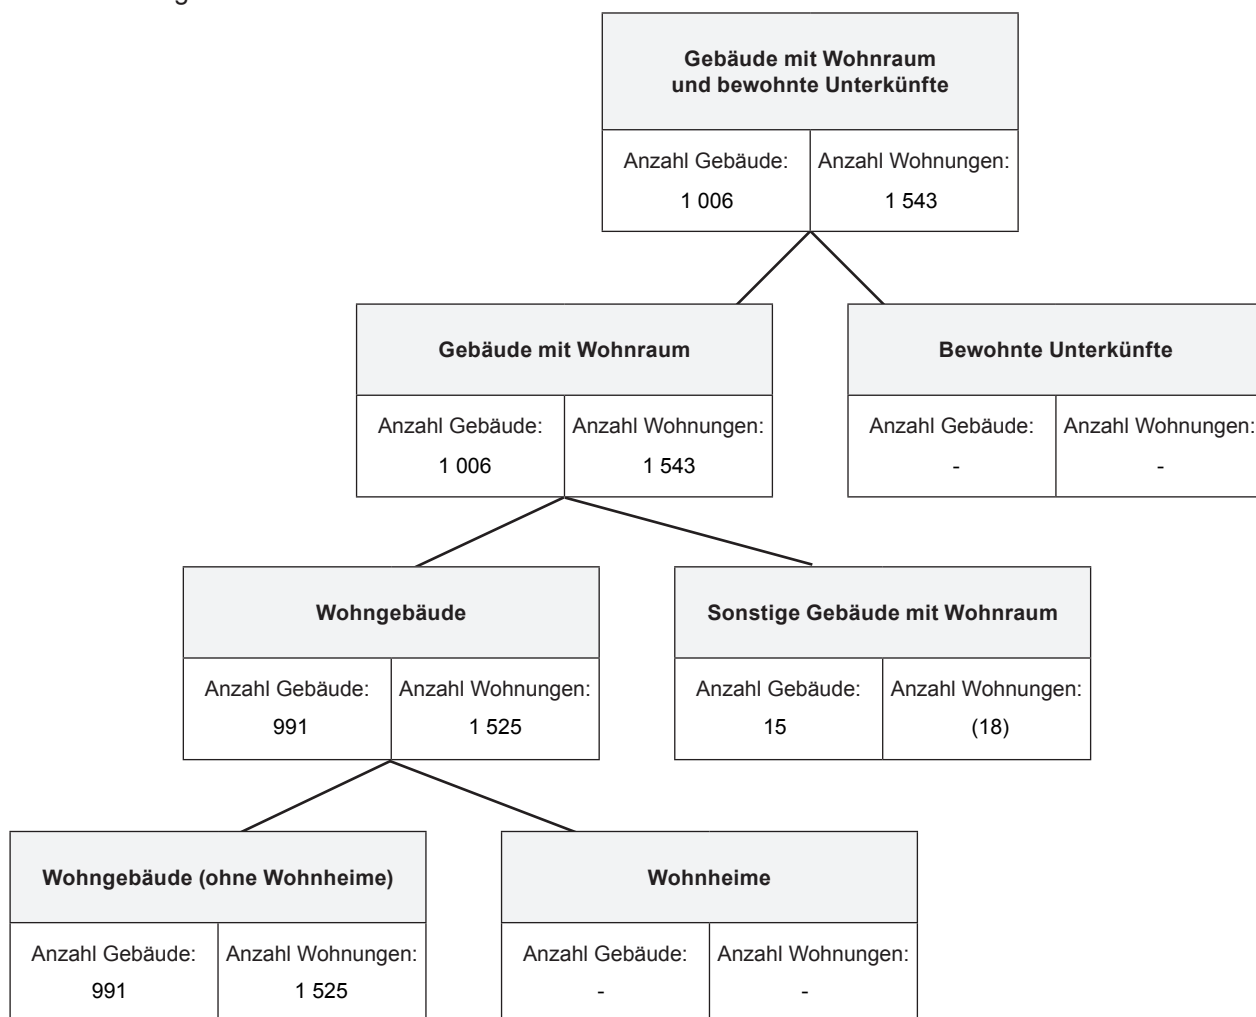 Gebäude mit Wohnraum
und bewohnte Unterkünfte
Anzahl Gebäude: Anzahl Wohnungen:
1 006 1 543
Gebäude mit Wohnraum
Anzahl Gebäude: Anzahl Wohnungen:
1 006 1 543
Bewohnte Unterkünfte
Anzahl Gebäude: Anzahl Wohnungen:
- -
Wohngebäude
Anzahl Gebäude: Anzahl Wohnungen:
991 1 525
Sonstige Gebäude mit Wohnraum
Anzahl Gebäude: Anzahl Wohnungen:
15 (18)
Wohngebäude (ohne Wohnheime)
Anzahl Gebäude: Anzahl Wohnungen:
991 1 525
Wohnheime
Anzahl Gebäude: Anzahl Wohnungen:
- -